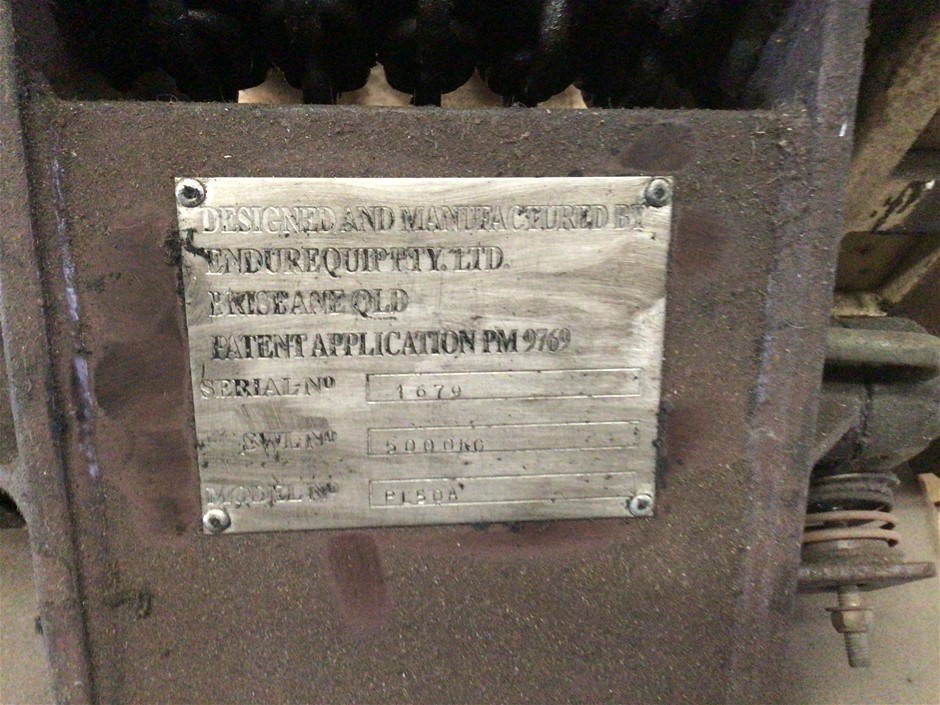 DESIGNED AND MANUFACTURED BY
ENDUREQUIP PTY. LTD.
BRISBANE QLD
PATENT APPLICATION PM 9769
SERIAL Nº 1679
SWL Nº 5000KG
MODEL Nº PL50A